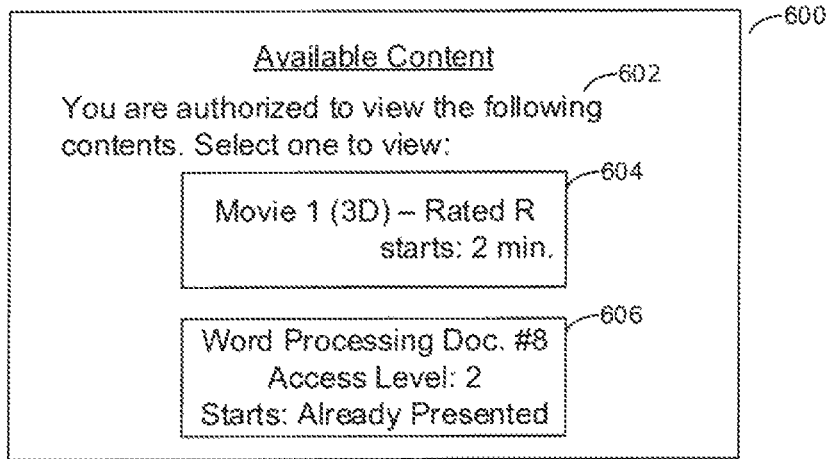 600
Available Content
602
You are authorized to view the following
contents. Select one to view:
604
Movie 1 (3D) – Rated R
starts: 2 min.
606
Word Processing Doc. #8
Access Level: 2
Starts: Already Presented